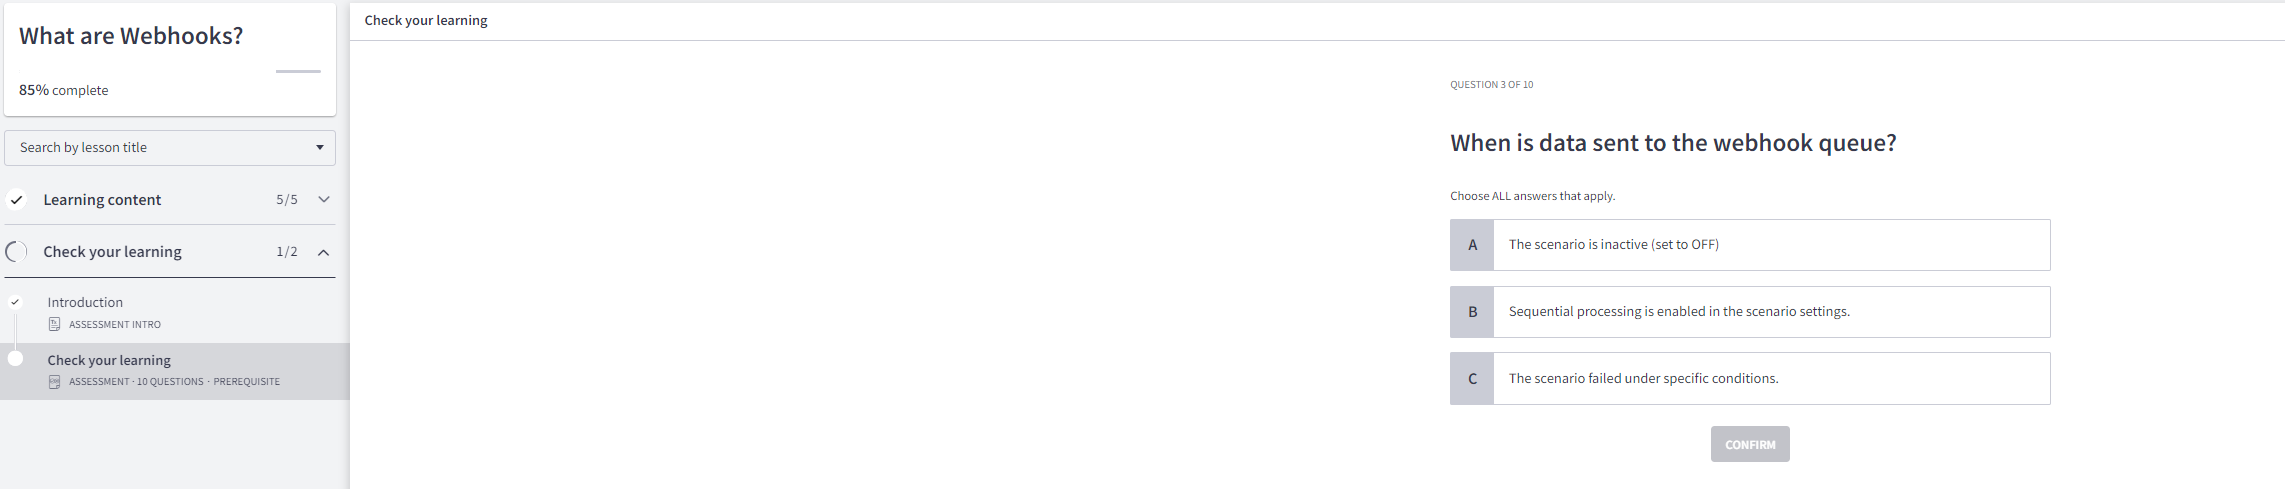 What are Webhooks?
85% complete
Search by lesson title
Learning content 5/5
Check your learning 1/2
Introduction
ASSESSMENT INTRO
Check your learning
ASSESSMENT · 10 QUESTIONS · PREREQUISITE
Check your learning
QUESTION 3 OF 10
When is data sent to the webhook queue?
Choose ALL answers that apply.
A The scenario is inactive (set to OFF)
B Sequential processing is enabled in the scenario settings.
C The scenario failed under specific conditions.
CONFIRM